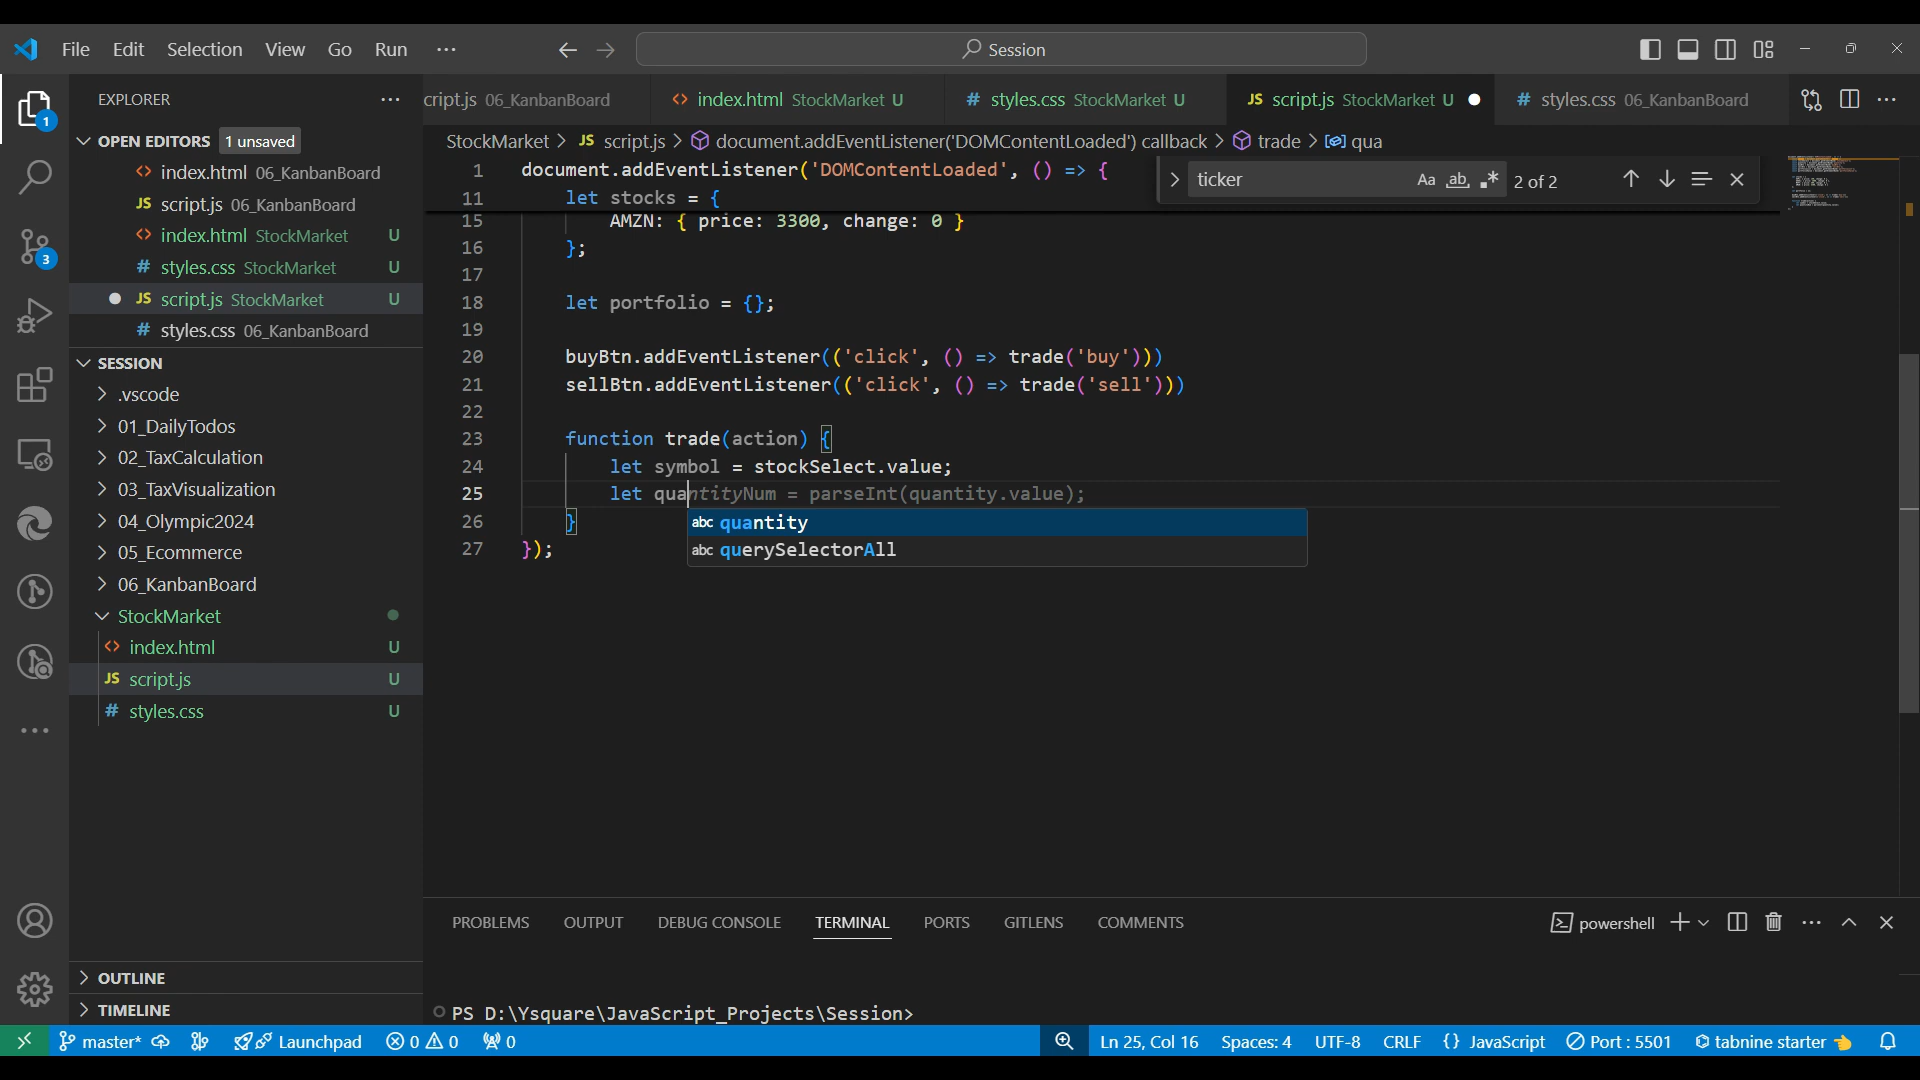 File Edit Selection View Go Run ···
Session
EXPLORER ···
OPEN EDITORS 1 unsaved
index.html 06_KanbanBoard
JS script.js 06_KanbanBoard
index.html StockMarket U
# styles.css StockMarket U
JS script.js StockMarket U
# styles.css 06_KanbanBoard
SESSION
.vscode
01_DailyTodos
02_TaxCalculation
03_TaxVisualization
04_Olympic2024
05_Ecommerce
06_KanbanBoard
StockMarket
index.html U
JS script.js U
# styles.css U
OUTLINE
TIMELINE
1
3
cript.js 06_KanbanBoard
<> index.html StockMarket U
# styles.css StockMarket U
JS script.js StockMarket U
# styles.css 06_KanbanBoard
StockMarket > JS script.js > document.addEventListener('DOMContentLoaded') callback > trade > qua
ticker Aa ab 2 of 2
1 document.addEventListener('DOMContentLoaded', () => {
11 let stocks = {
15 AMZN: { price: 3300, change: 0 }
16 };
17
18 let portfolio = {};
19
20 buyBtn.addEventListener(('click', () => trade('buy')))
21 sellBtn.addEventListener(('click', () => trade('sell')))
22
23 function trade(action) {
24 let symbol = stockSelect.value;
25 let quantityNum = parseInt(quantity.value);
abc quantity
abc querySelectorAll
26 }
27 });
PROBLEMS OUTPUT DEBUG CONSOLE TERMINAL PORTS GITLENS COMMENTS
powershell
PS D:\Ysquare\JavaScript_Projects\Session>
master* Launchpad 0 0 0 Ln 25, Col 16 Spaces: 4 UTF-8 CRLF {} JavaScript Port : 5501 tabnine starter